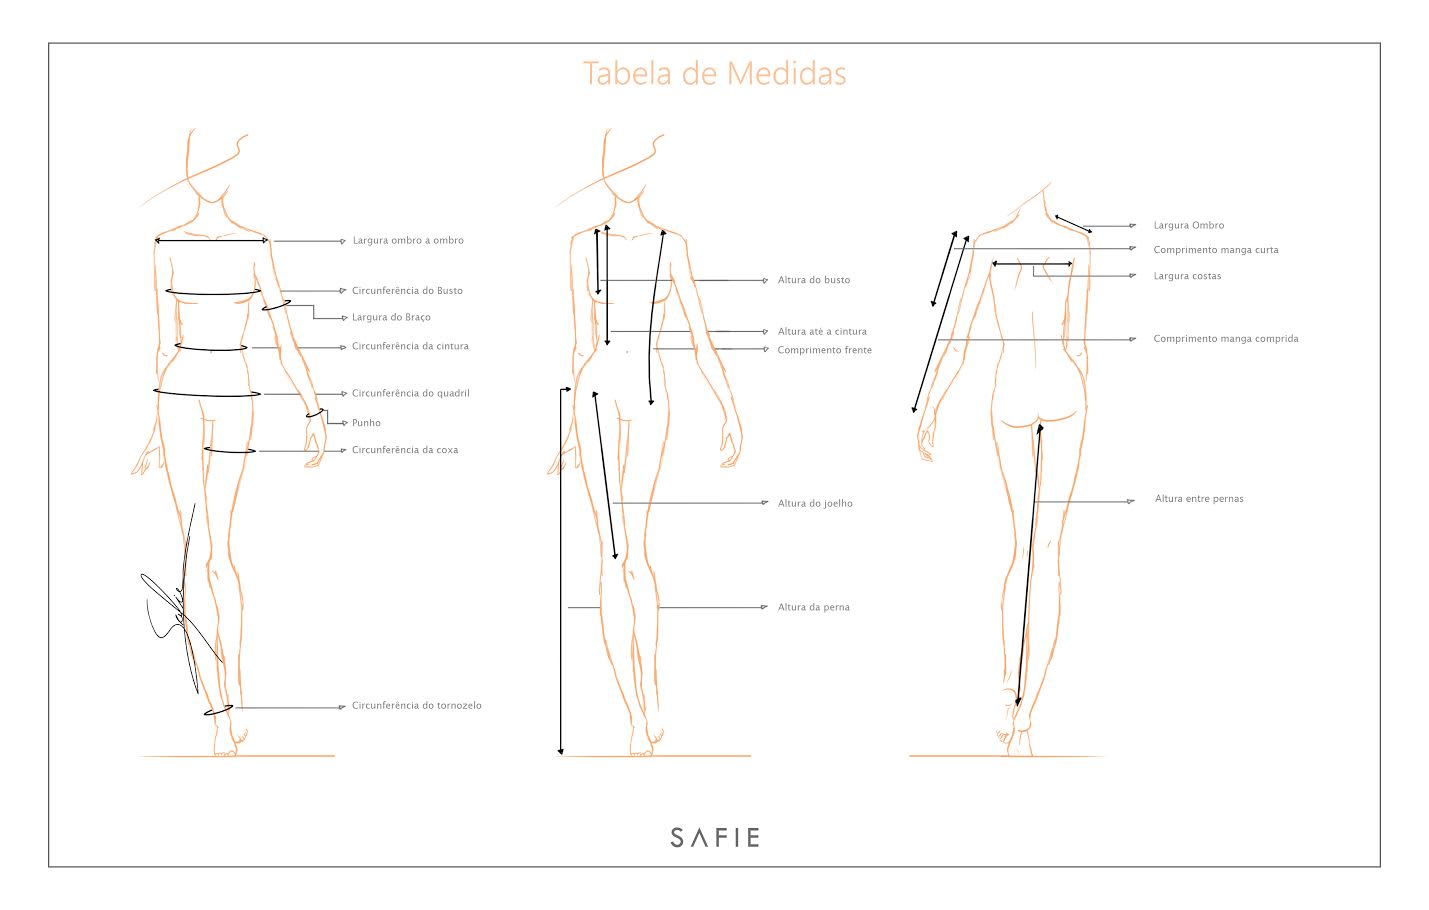 Tabela de Medidas
Largura ombro a ombro
Circunferência do Busto
Largura do Braço
Circunferência da cintura
Circunferência do quadril
Punho
Circunferência da coxa
Circunferência do tornozelo
Altura do busto
Altura até a cintura
Comprimento frente
Altura do joelho
Altura da perna
Largura Ombro
Comprimento manga curta
Largura costas
Comprimento manga comprida
Altura entre pernas
SAFIE